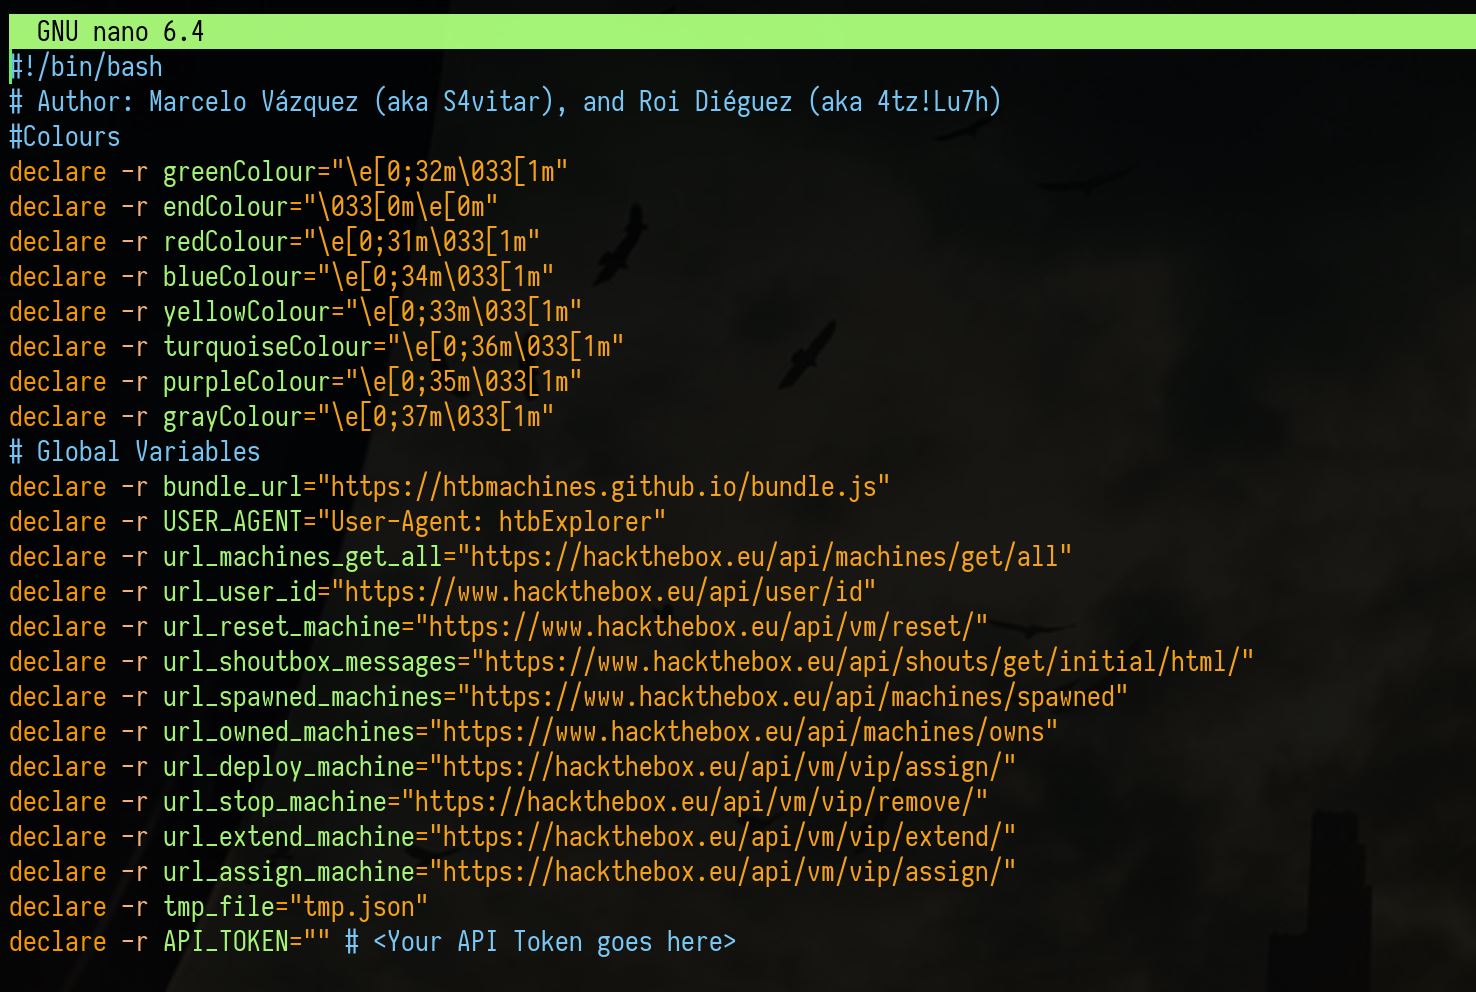 GNU nano 6.4
#!/bin/bash
# Author: Marcelo Vázquez (aka S4vitar), and Roi Diéguez (aka 4tz!Lu7h)
#Colours
declare -r greenColour="\e[0;32m\033[1m"
declare -r endColour="\033[0m\e[0m"
declare -r redColour="\e[0;31m\033[1m"
declare -r blueColour="\e[0;34m\033[1m"
declare -r yellowColour="\e[0;33m\033[1m"
declare -r turquoiseColour="\e[0;36m\033[1m"
declare -r purpleColour="\e[0;35m\033[1m"
declare -r grayColour="\e[0;37m\033[1m"
# Global Variables
declare -r bundle_url="https://htbmachines.github.io/bundle.js"
declare -r USER_AGENT="User-Agent: htbExplorer"
declare -r url_machines_get_all="https://hackthebox.eu/api/machines/get/all"
declare -r url_user_id="https://www.hackthebox.eu/api/user/id"
declare -r url_reset_machine="https://www.hackthebox.eu/api/vm/reset/"
declare -r url_shoutbox_messages="https://www.hackthebox.eu/api/shouts/get/initial/html/"
declare -r url_spawned_machines="https://www.hackthebox.eu/api/machines/spawned"
declare -r url_owned_machines="https://www.hackthebox.eu/api/machines/owns"
declare -r url_deploy_machine="https://hackthebox.eu/api/vm/vip/assign/"
declare -r url_stop_machine="https://hackthebox.eu/api/vm/vip/remove/"
declare -r url_extend_machine="https://hackthebox.eu/api/vm/vip/extend/"
declare -r url_assign_machine="https://hackthebox.eu/api/vm/vip/assign/"
declare -r tmp_file="tmp.json"
declare -r API_TOKEN="" # <Your API Token goes here>